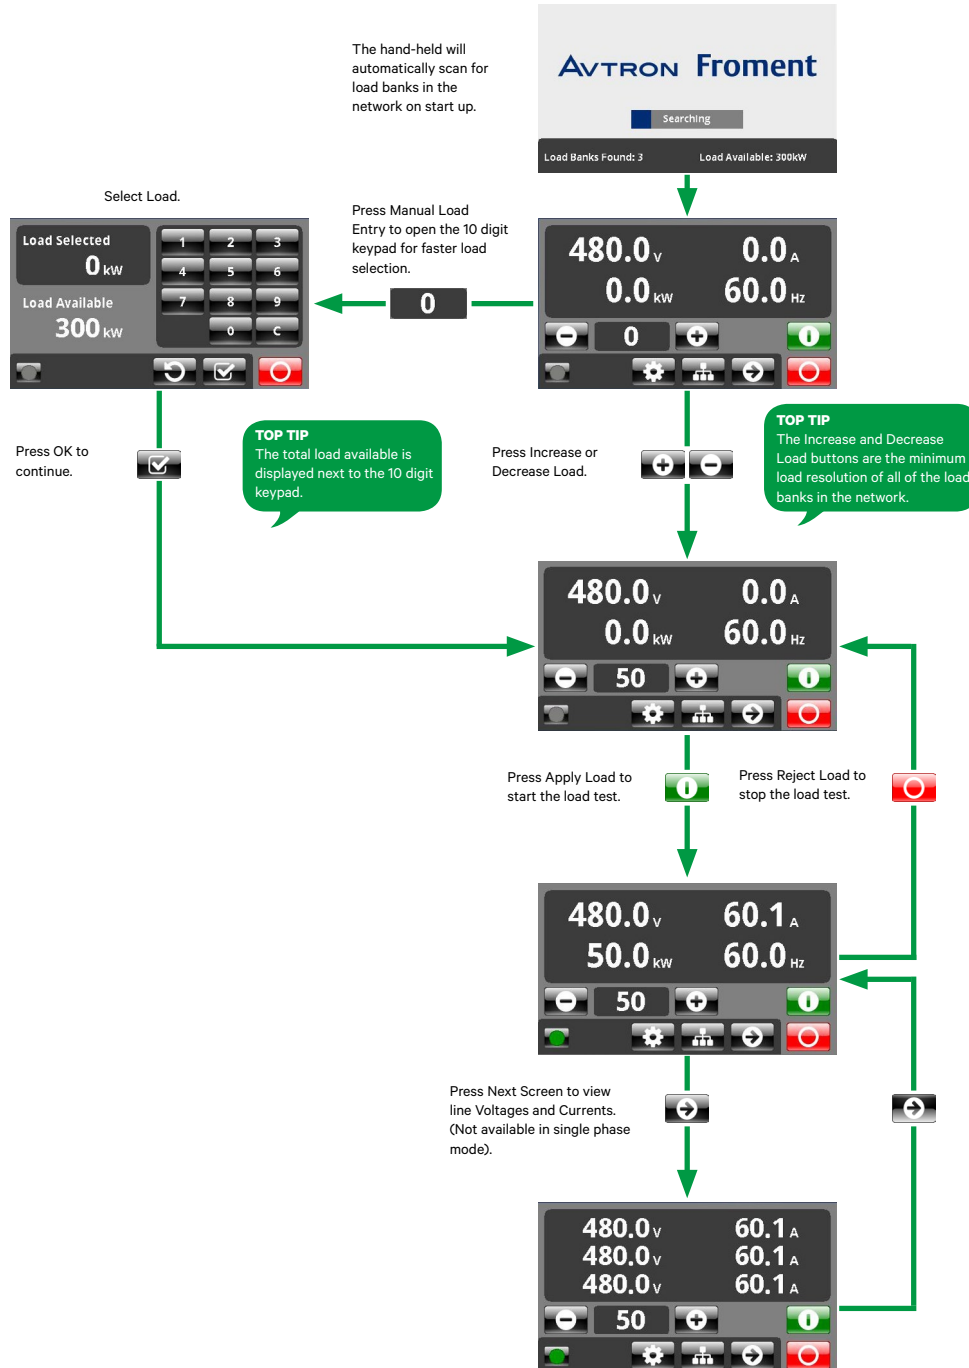 The hand-held will
automatically scan for
load banks in the
network on start up.
AVTRON Froment
Searching
Load Banks Found: 3 Load Available: 300kW
Select Load.
Load Selected
0 kW
Load Available
300 kW
1 2 3
4 5 6
7 8 9
0 C
Press Manual Load
Entry to open the 10 digit
keypad for faster load
selection.
0
480.0 V 0.0 A
0.0 kW 60.0 Hz
0
Press OK to
continue.
TOP TIP
The total load available is
displayed next to the 10 digit
keypad.
Press Increase or
Decrease Load.
TOP TIP
The Increase and Decrease
Load buttons are the minimum
load resolution of all of the load
banks in the network.
480.0 V 0.0 A
0.0 kW 60.0 Hz
50
Press Apply Load to
start the load test.
Press Reject Load to
stop the load test.
480.0 V 60.1 A
50.0 kW 60.0 Hz
50
Press Next Screen to view
line Voltages and Currents.
(Not available in single phase
mode).
480.0 V 60.1 A
480.0 V 60.1 A
480.0 V 60.1 A
50